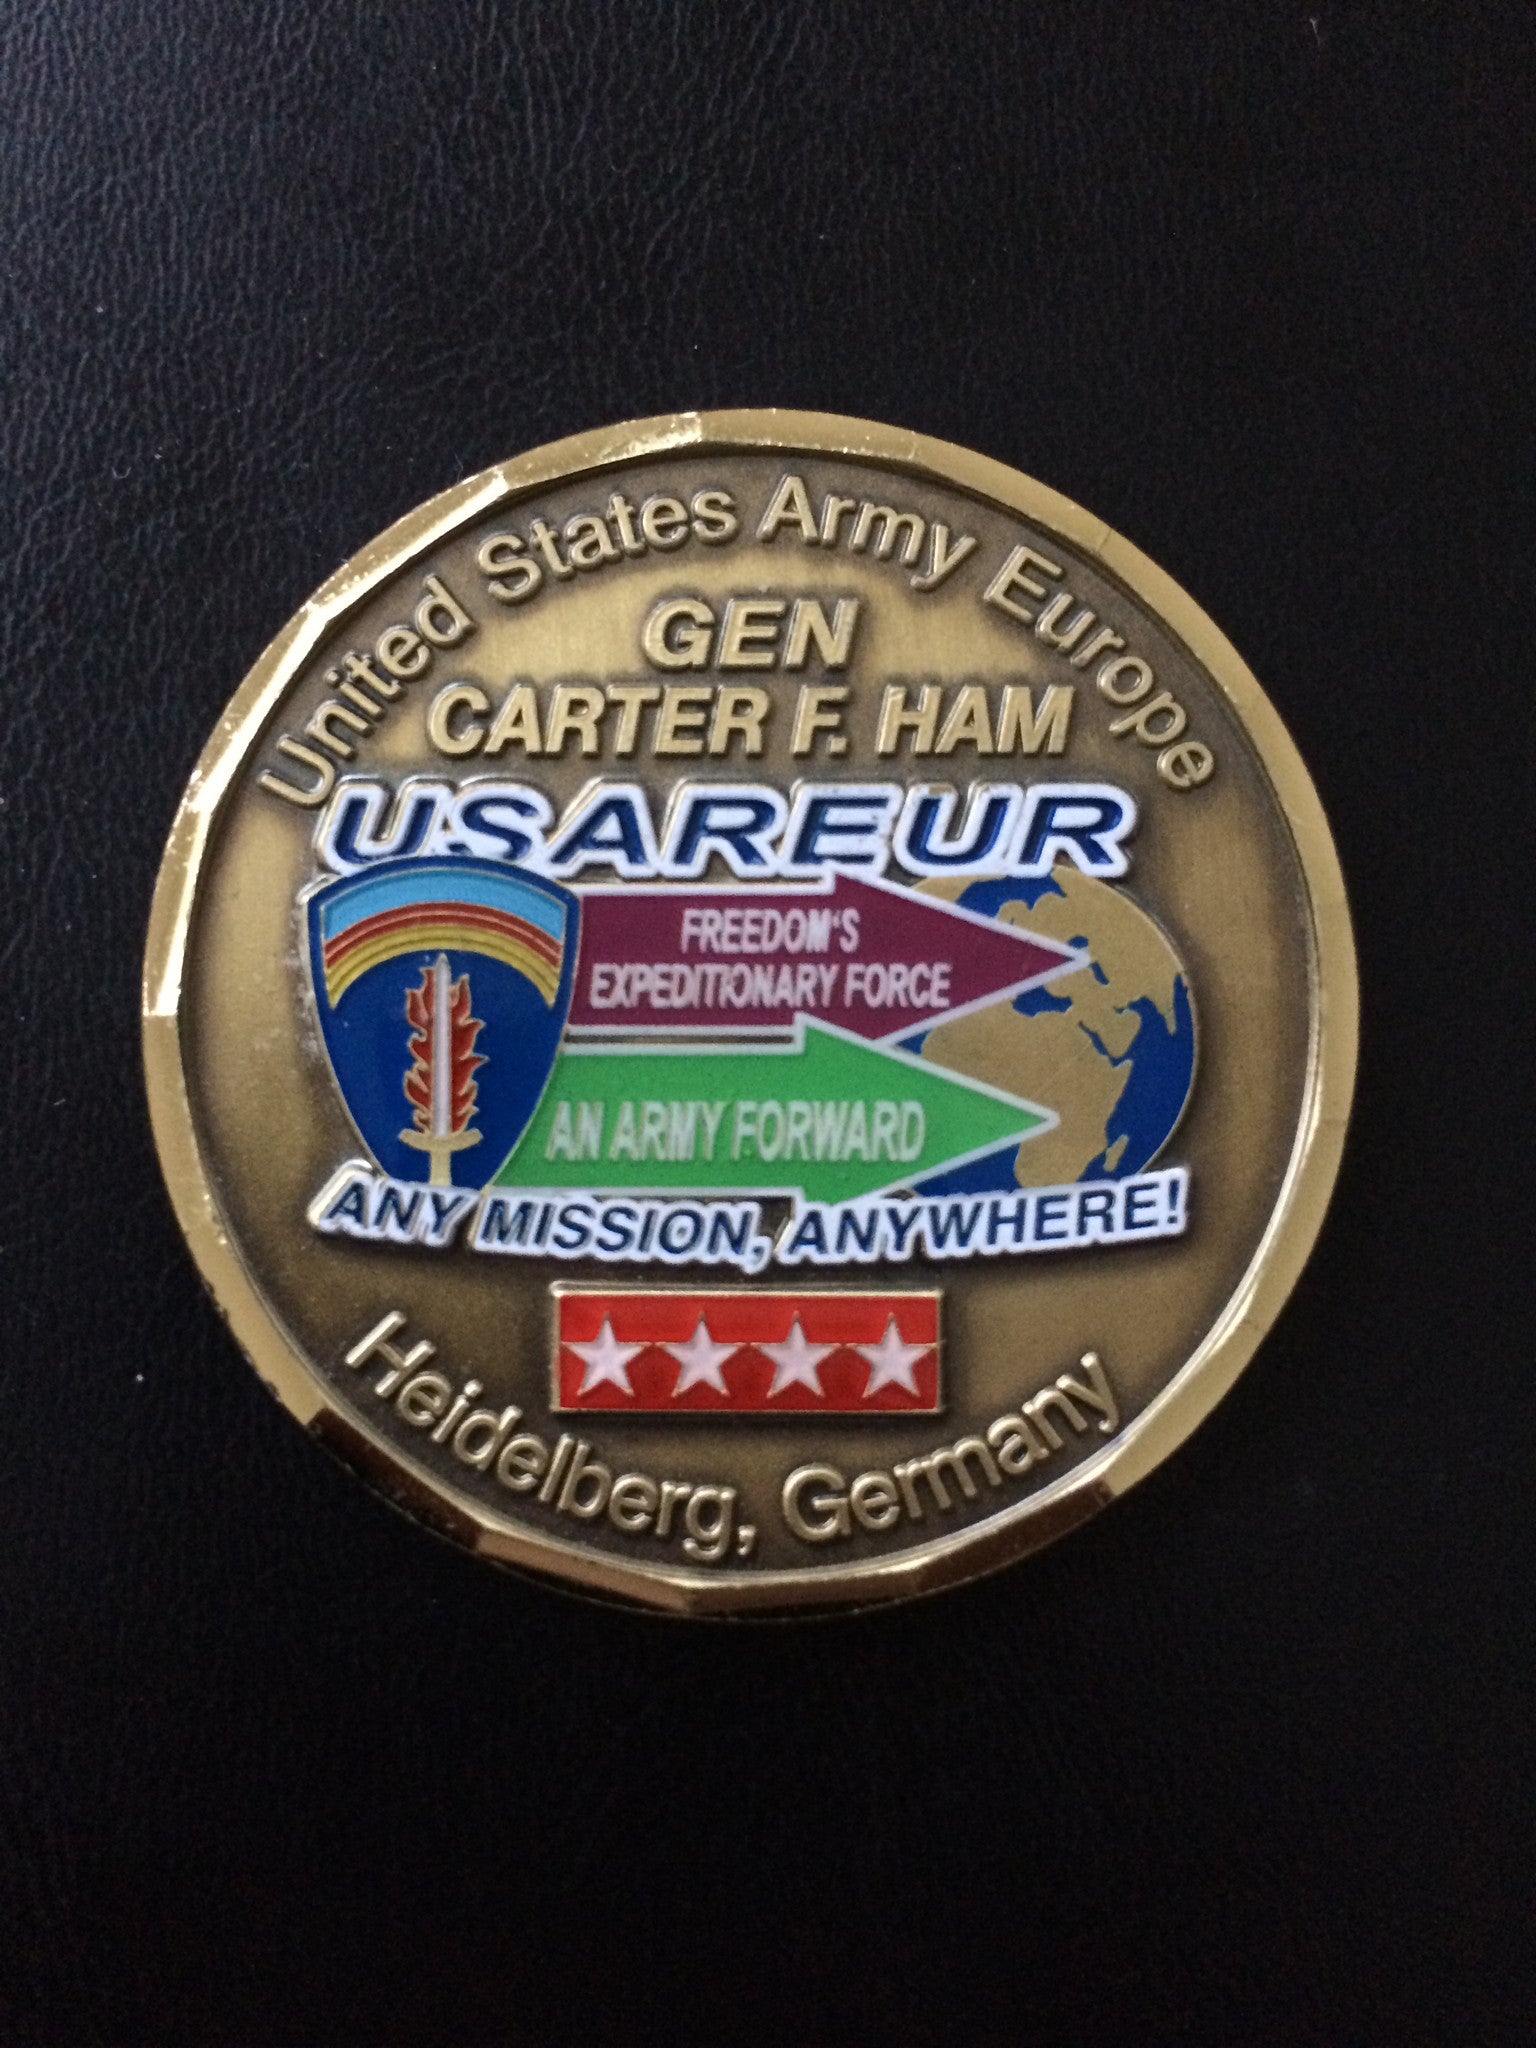 United States Army Europe
GEN
CARTER F. HAM
USAREUR
FREEDOM'S
EXPEDITIONARY FORCE
AN ARMY FORWARD
ANY MISSION, ANYWHERE!
Heidelberg, Germany